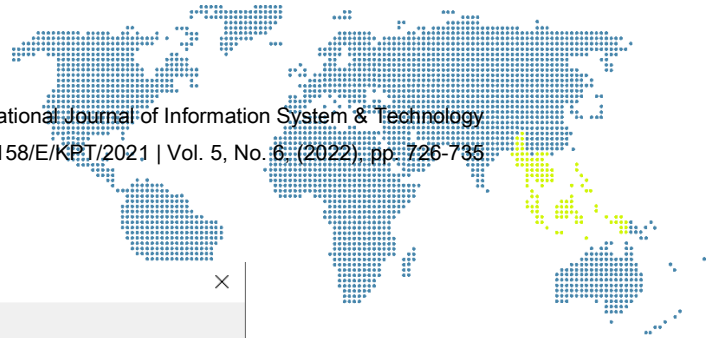 ational Journal of Information System & Technology
158/E/KPT/2021 | Vol. 5, No. 6, (2022), pp. 726-735